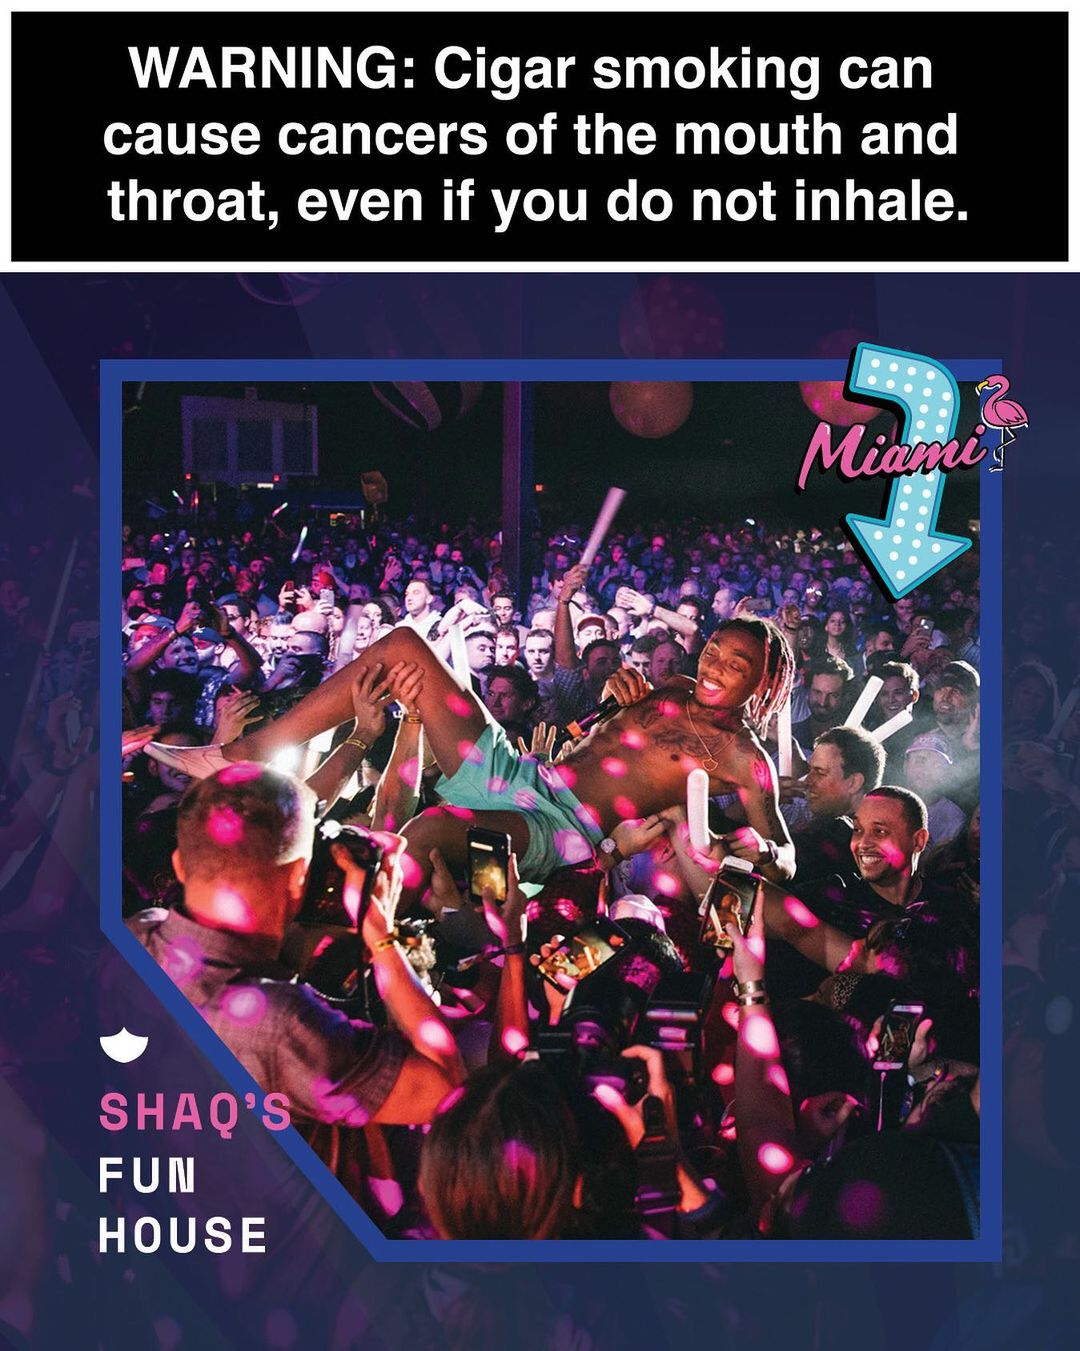 WARNING: Cigar smoking can
cause cancers of the mouth and
throat, even if you do not inhale.
Miami
SHAQ'S
FUN
HOUSE